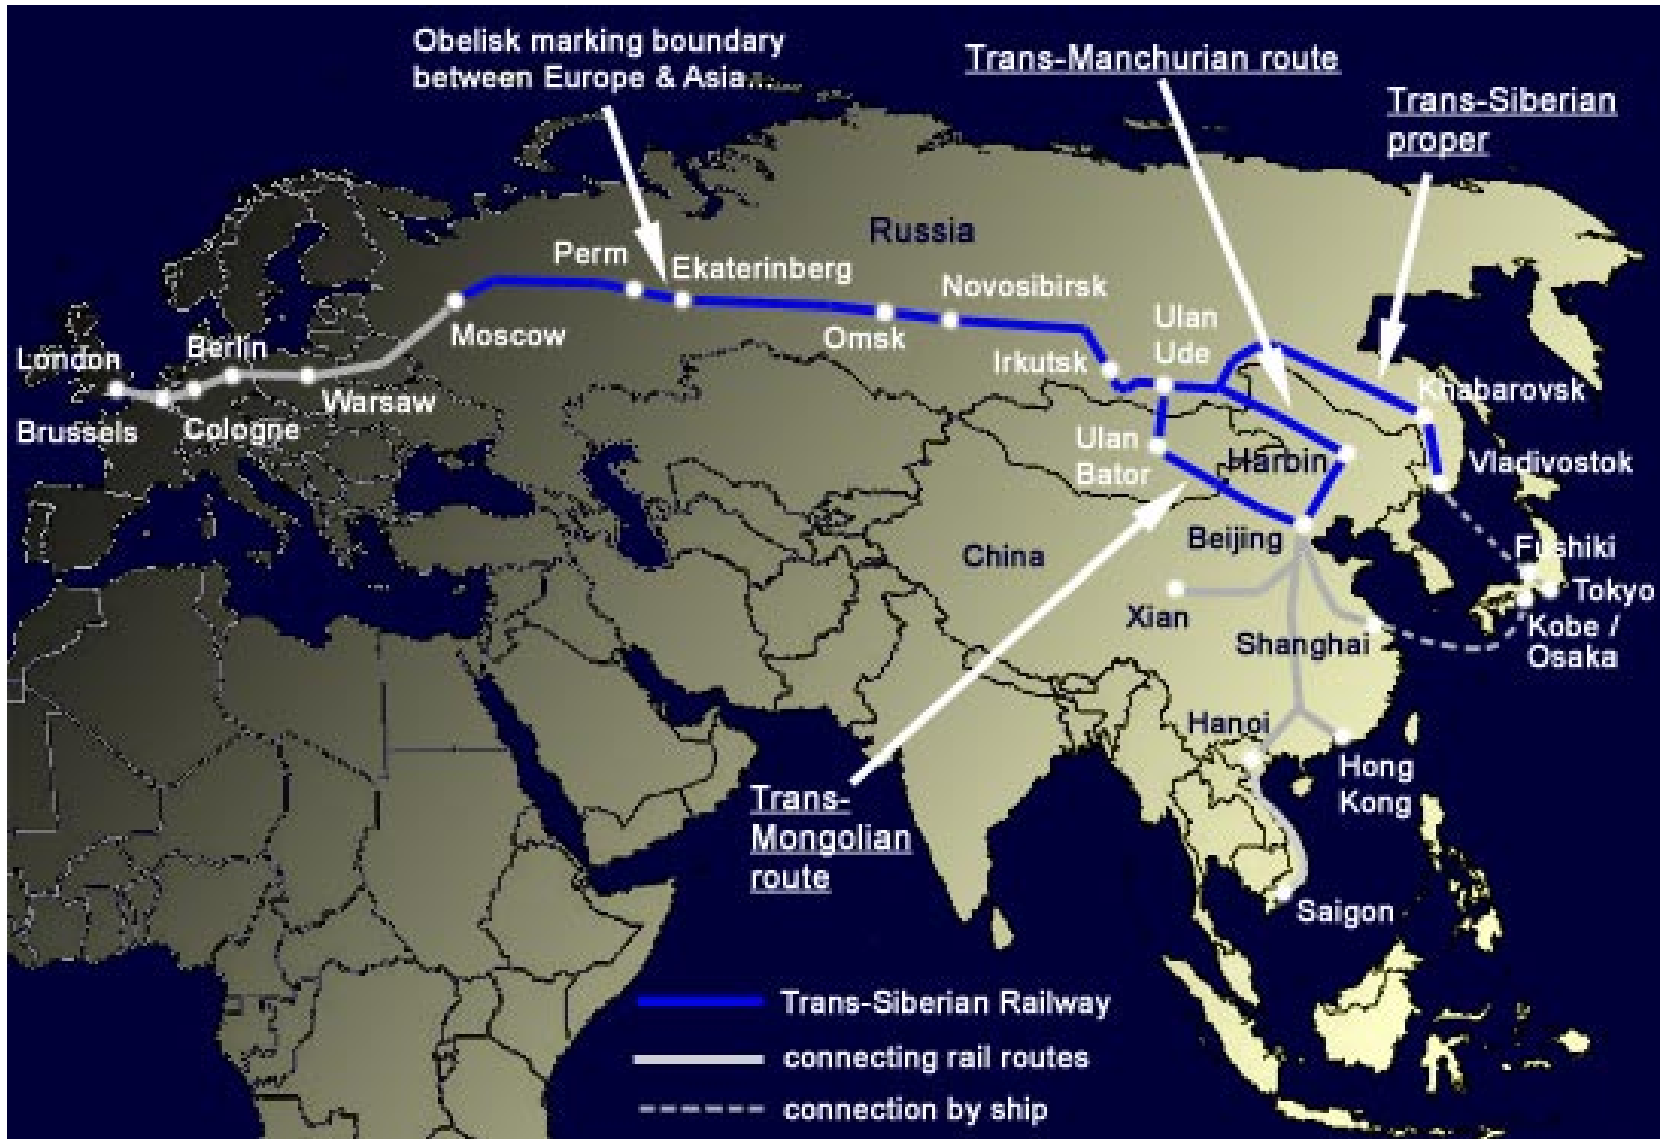 Obelisk marking boundary
between Europe & Asia...
Trans-Manchurian route
Trans-Siberian
proper
Russia
Perm
Ekaterinberg
Novosibirsk
Omsk
Moscow
Irkutsk
Ulan
Ude
Khabarovsk
London
Berlin
Warsaw
Brussels
Cologne
Ulan
Bator
Harbin
Vladivostok
Beijing
China
Fushiki
Tokyo
Kobe /
Osaka
Xian
Shanghai
Hanoi
Hong
Kong
Trans-
Mongolian
route
Saigon
Trans-Siberian Railway
connecting rail routes
connection by ship